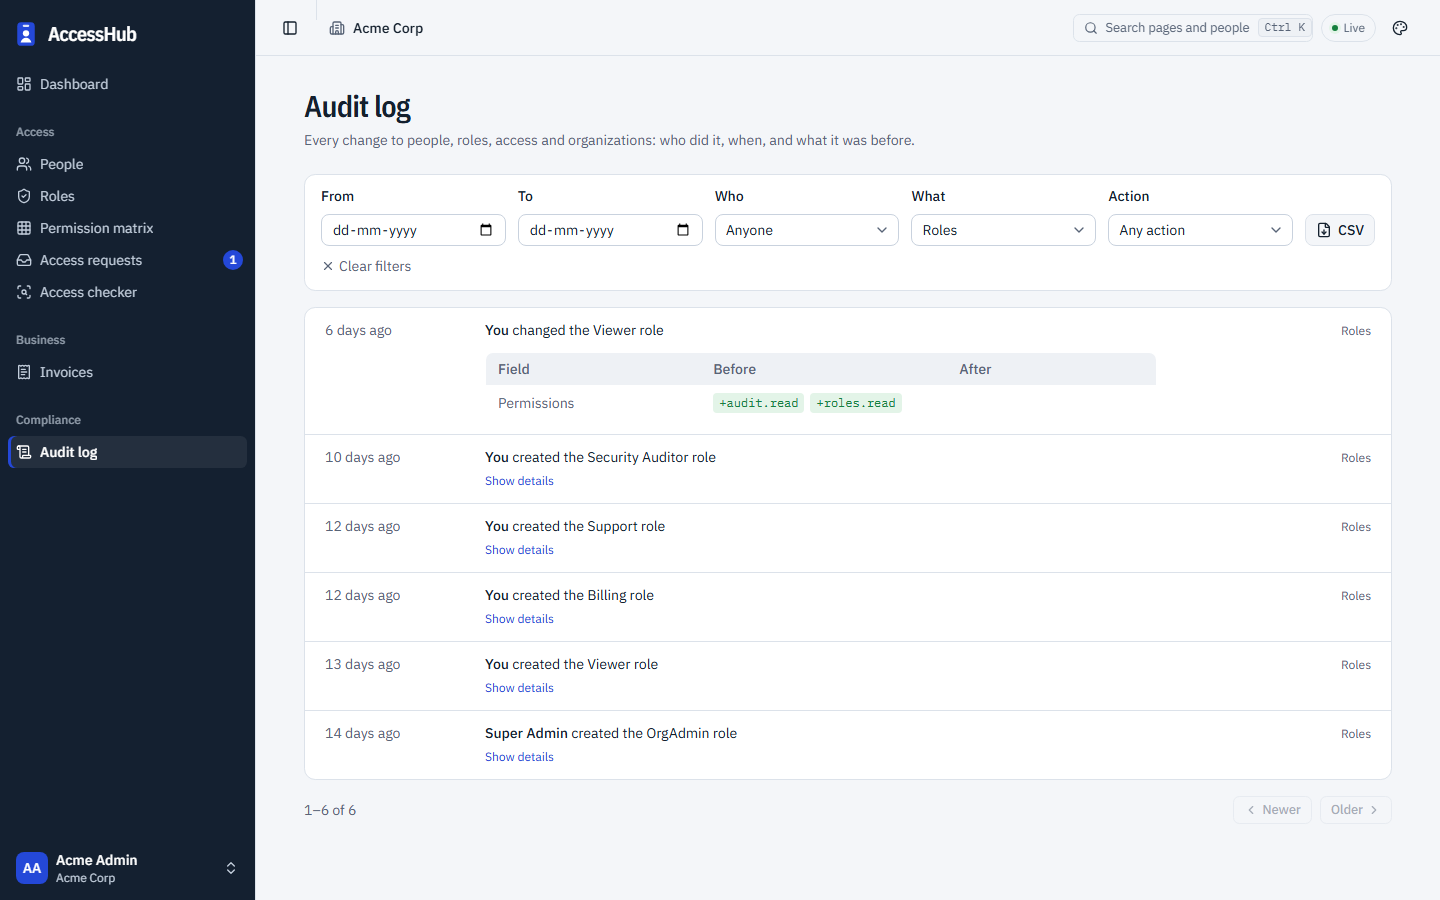 AccessHub
Dashboard
Access
People
Roles
Permission matrix
Access requests 1
Access checker
Business
Invoices
Compliance
Audit log
AA Acme Admin
Acme Corp
Acme Corp
Search pages and people Ctrl K
Live
Audit log
Every change to people, roles, access and organizations: who did it, when, and what it was before.
From To Who What Action
dd-mm-yyyy dd-mm-yyyy Anyone Roles Any action CSV
Clear filters
6 days ago You changed the Viewer role Roles
Field Before After
Permissions +audit.read +roles.read
10 days ago You created the Security Auditor role Roles
Show details
12 days ago You created the Support role Roles
Show details
12 days ago You created the Billing role Roles
Show details
13 days ago You created the Viewer role Roles
Show details
14 days ago Super Admin created the OrgAdmin role Roles
Show details
1–6 of 6 Newer Older